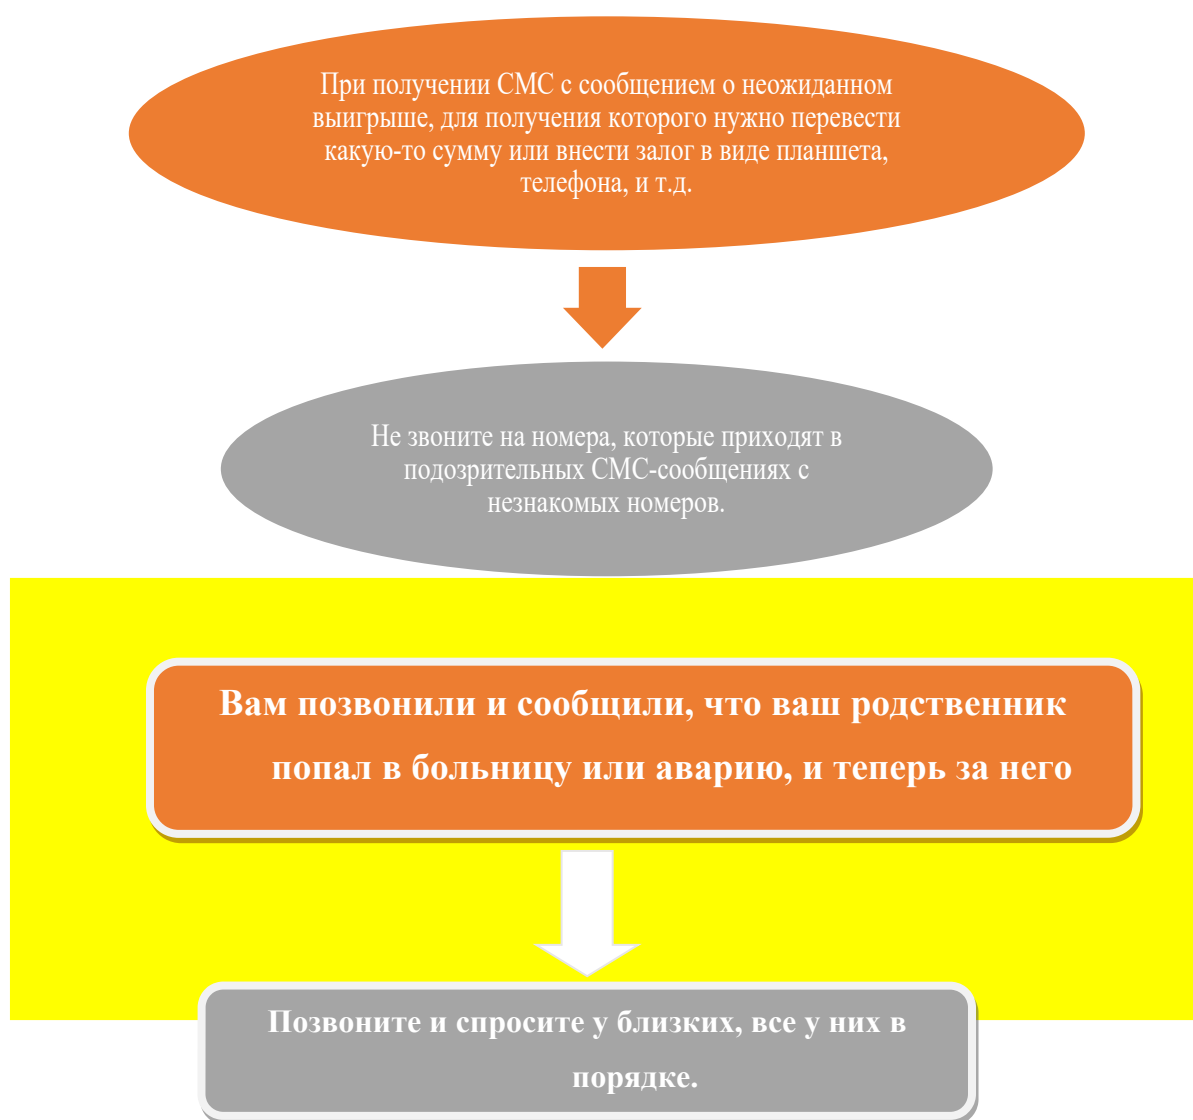 При получении СМС с сообщением о неожиданном
выигрыше, для получения которого нужно перевести
какую-то сумму или внести залог в виде планшета,
телефона, и т.д.
Не звоните на номера, которые приходят в
подозрительных СМС-сообщениях с
незнакомых номеров.
Вам позвонили и сообщили, что ваш родственник
попал в больницу или аварию, и теперь за него
Позвоните и спросите у близких, все у них в
порядке.